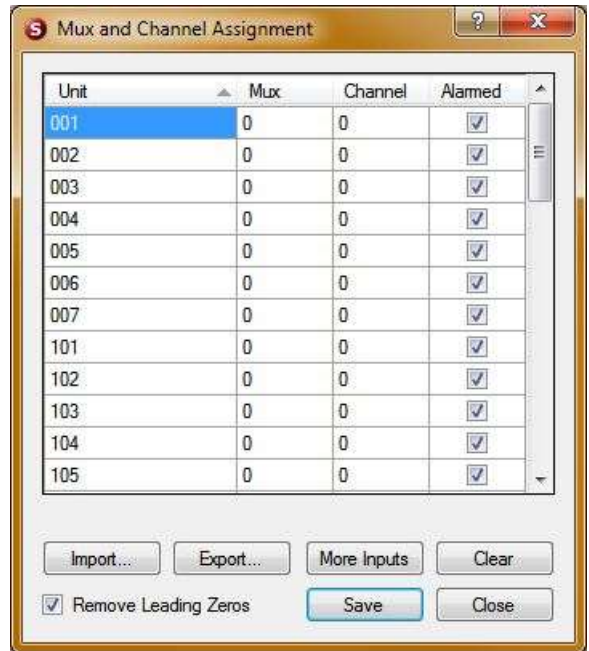 S Mux and Channel Assignment ? X
Unit Mux Channel Alarmed
001 0 0
002 0 0
003 0 0
004 0 0
005 0 0
006 0 0
007 0 0
101 0 0
102 0 0
103 0 0
104 0 0
105 0 0
Import... Export... More Inputs Clear
Remove Leading Zeros Save Close